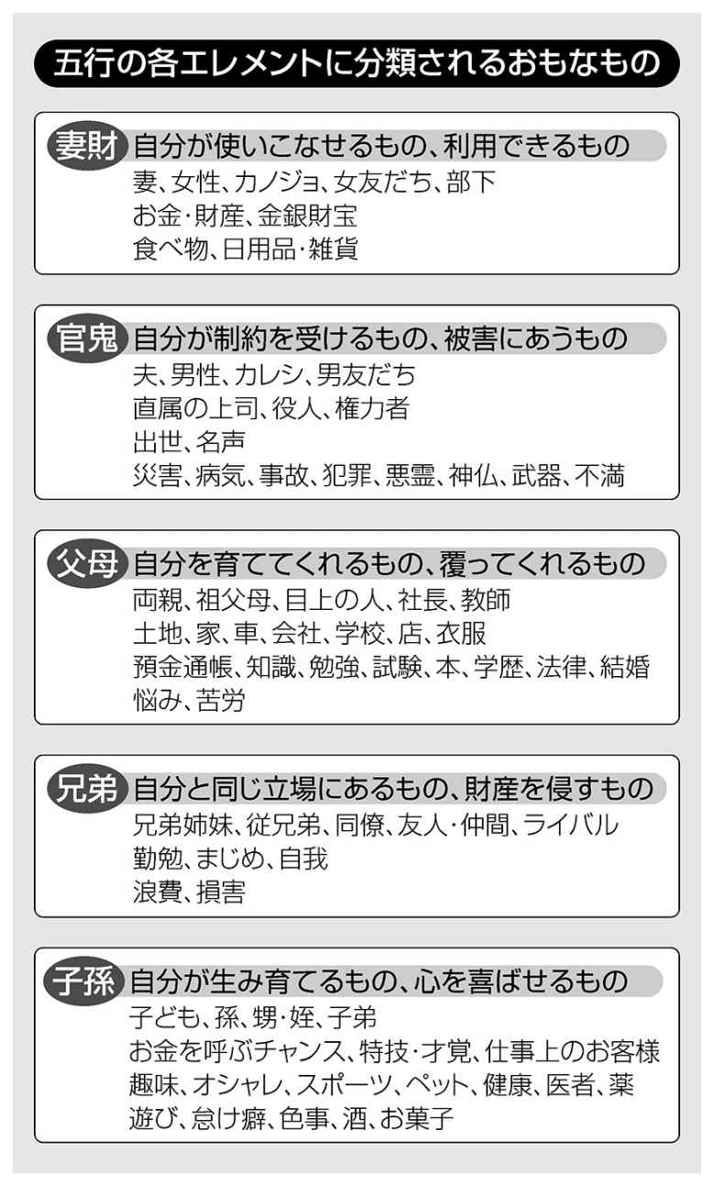 五行の各エレメントに分類されるおもなもの
妻財 自分が使いこなせるもの、利用できるもの
妻、女性、カノジョ、女友だち、部下
お金・財産、金銀財宝
食べ物、日用品・雑貨
官鬼 自分が制約を受けるもの、被害にあうもの
夫、男性、カレシ、男友だち
直属の上司、役人、権力者
出世、名声
災害、病気、事故、犯罪、悪霊、神仏、武器、不満
父母 自分を育ててくれるもの、覆ってくれるもの
両親、祖父母、目上の人、社長、教師
土地、家、車、会社、学校、店、衣服
預金通帳、知識、勉強、試験、本、学歴、法律、結婚
悩み、苦労
兄弟 自分と同じ立場にあるもの、財産を侵すもの
兄弟姉妹、従兄弟、同僚、友人・仲間、ライバル
勤勉、まじめ、自我
浪費、損害
子孫 自分が生み育てるもの、心を喜ばせるもの
子ども、孫、甥・姪、子弟
お金を呼ぶチャンス、特技・才覚、仕事上のお客様
趣味、オシャレ、スポーツ、ペット、健康、医者、薬
遊び、怠け癖、色事、酒、お菓子